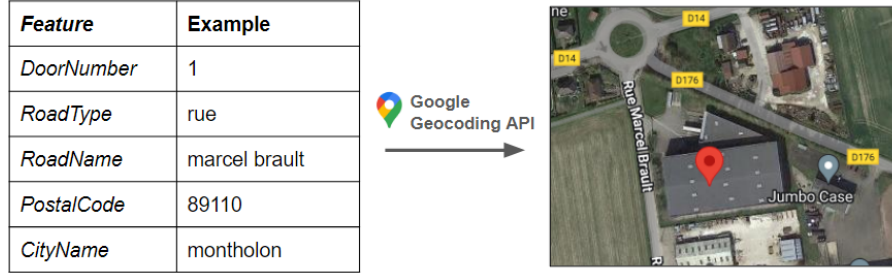 Feature Example
DoorNumber 1
RoadType rue
RoadName marcel brault
PostalCode 89110
CityName montholon
Google
Geocoding API
ne
D14
D14
D176
Rue Marcel Brault
D176
Jumbo Case
R